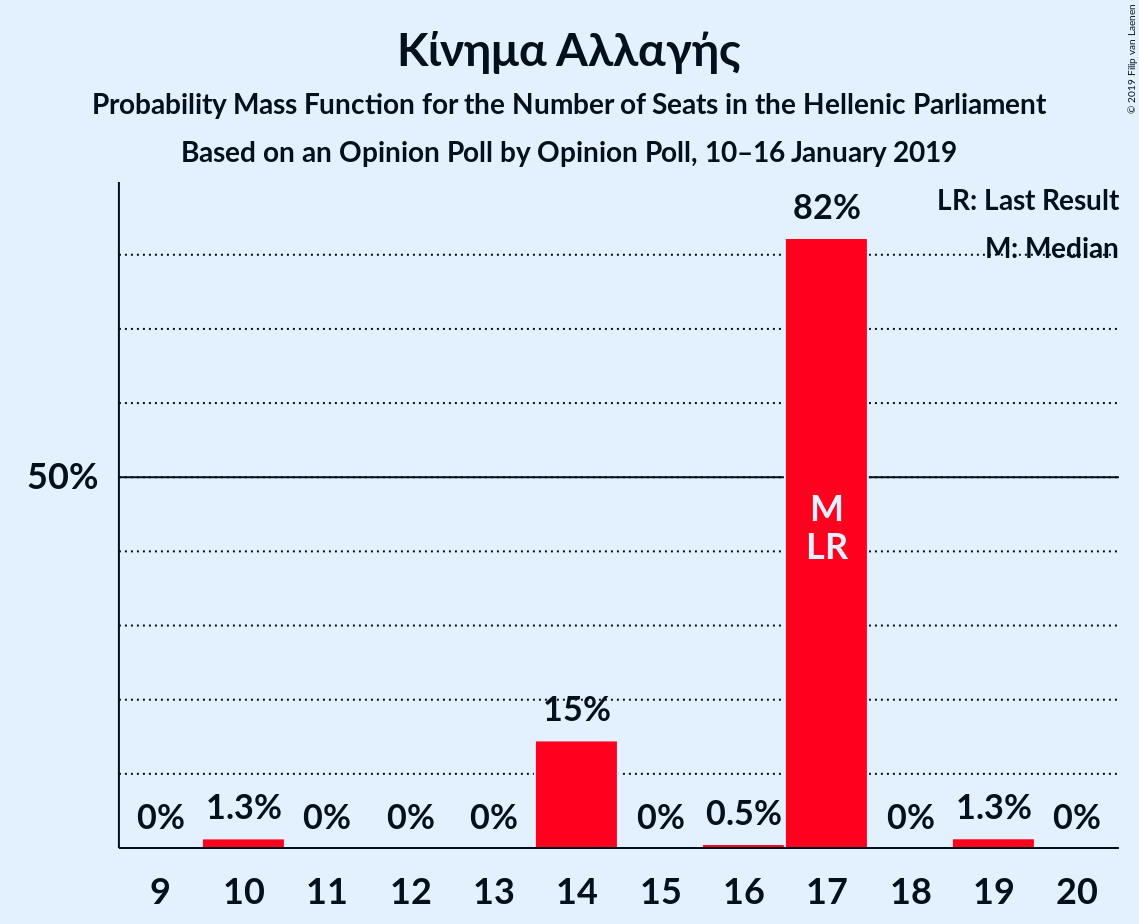 Κίνημα Αλλαγής
Probability Mass Function for the Number of Seats in the Hellenic Parliament
Based on an Opinion Poll by Opinion Poll, 10–16 January 2019
© 2019 Filip van Laenen
LR: Last Result
M: Median
50%
0% 1.3% 0% 0% 0% 15% 0% 0.5% 82% 0% 1.3% 0%
M
LR
9 10 11 12 13 14 15 16 17 18 19 20